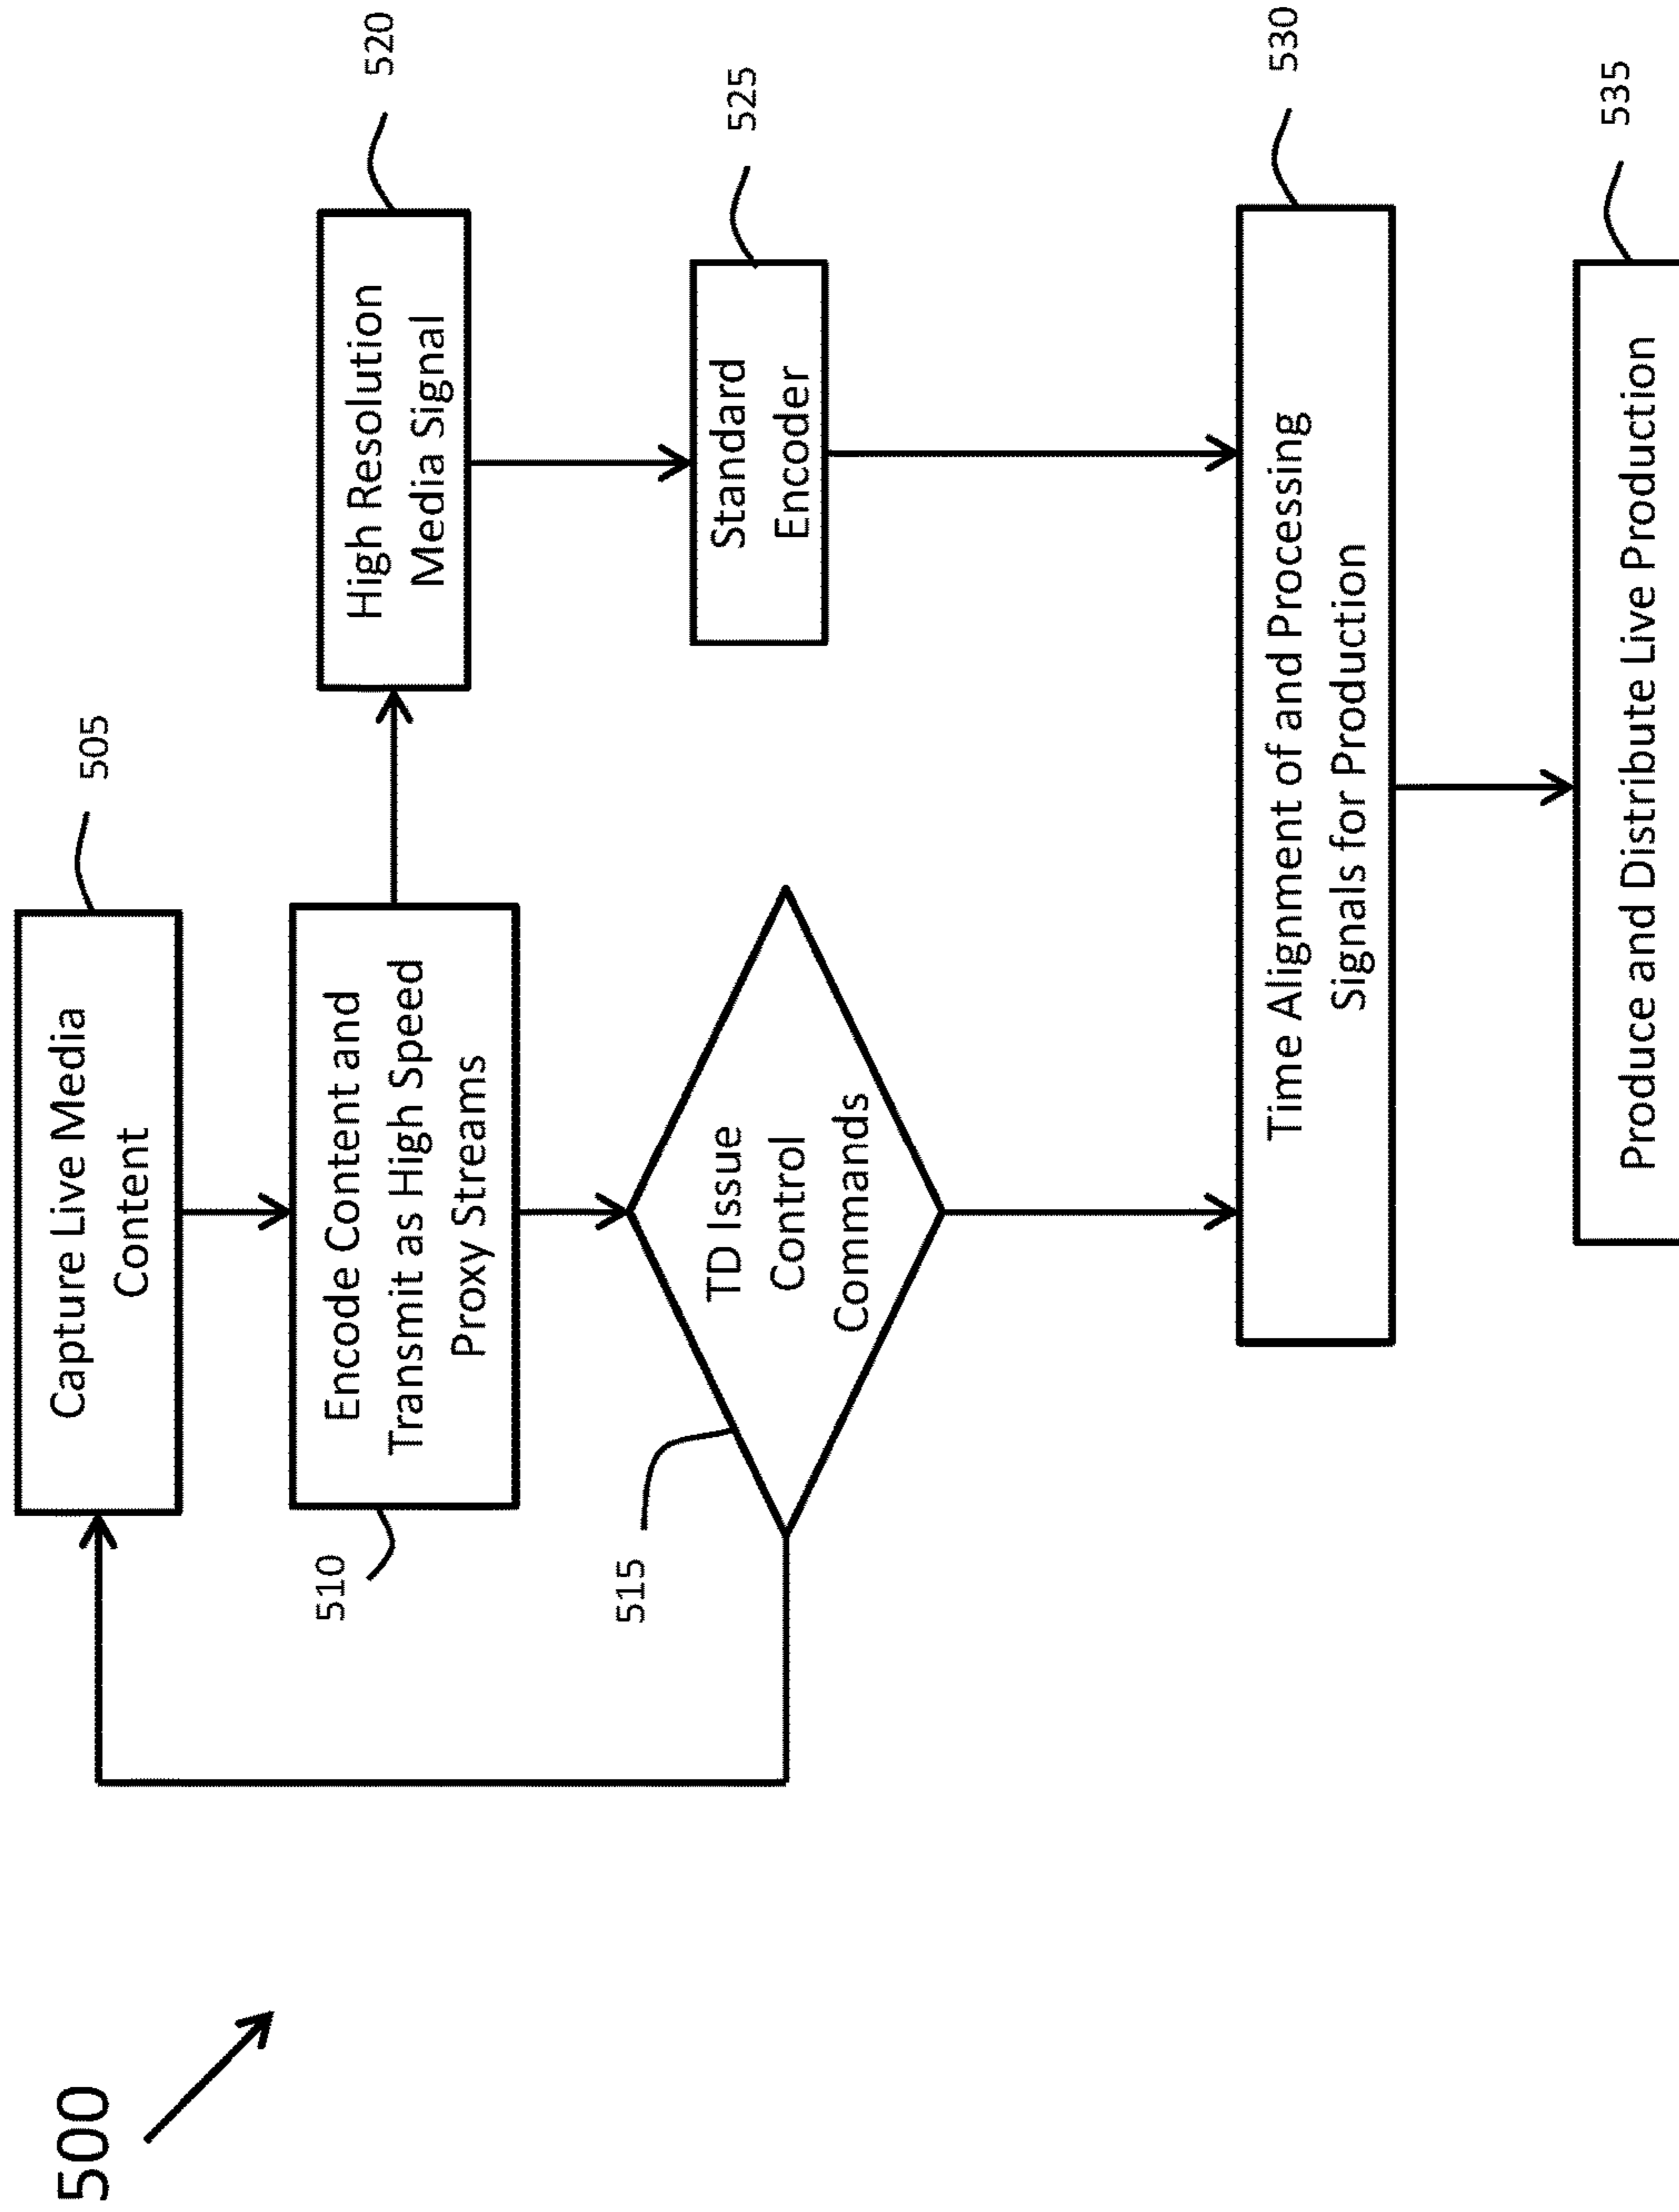 500
Capture Live Media
Content
505
Encode Content and
Transmit as High Speed
Proxy Streams
510
High Resolution
Media Signal
520
TD Issue
Control
Commands
515
Standard
Encoder
525
Time Alignment of and Processing
Signals for Production
530
Produce and Distribute Live Production
535